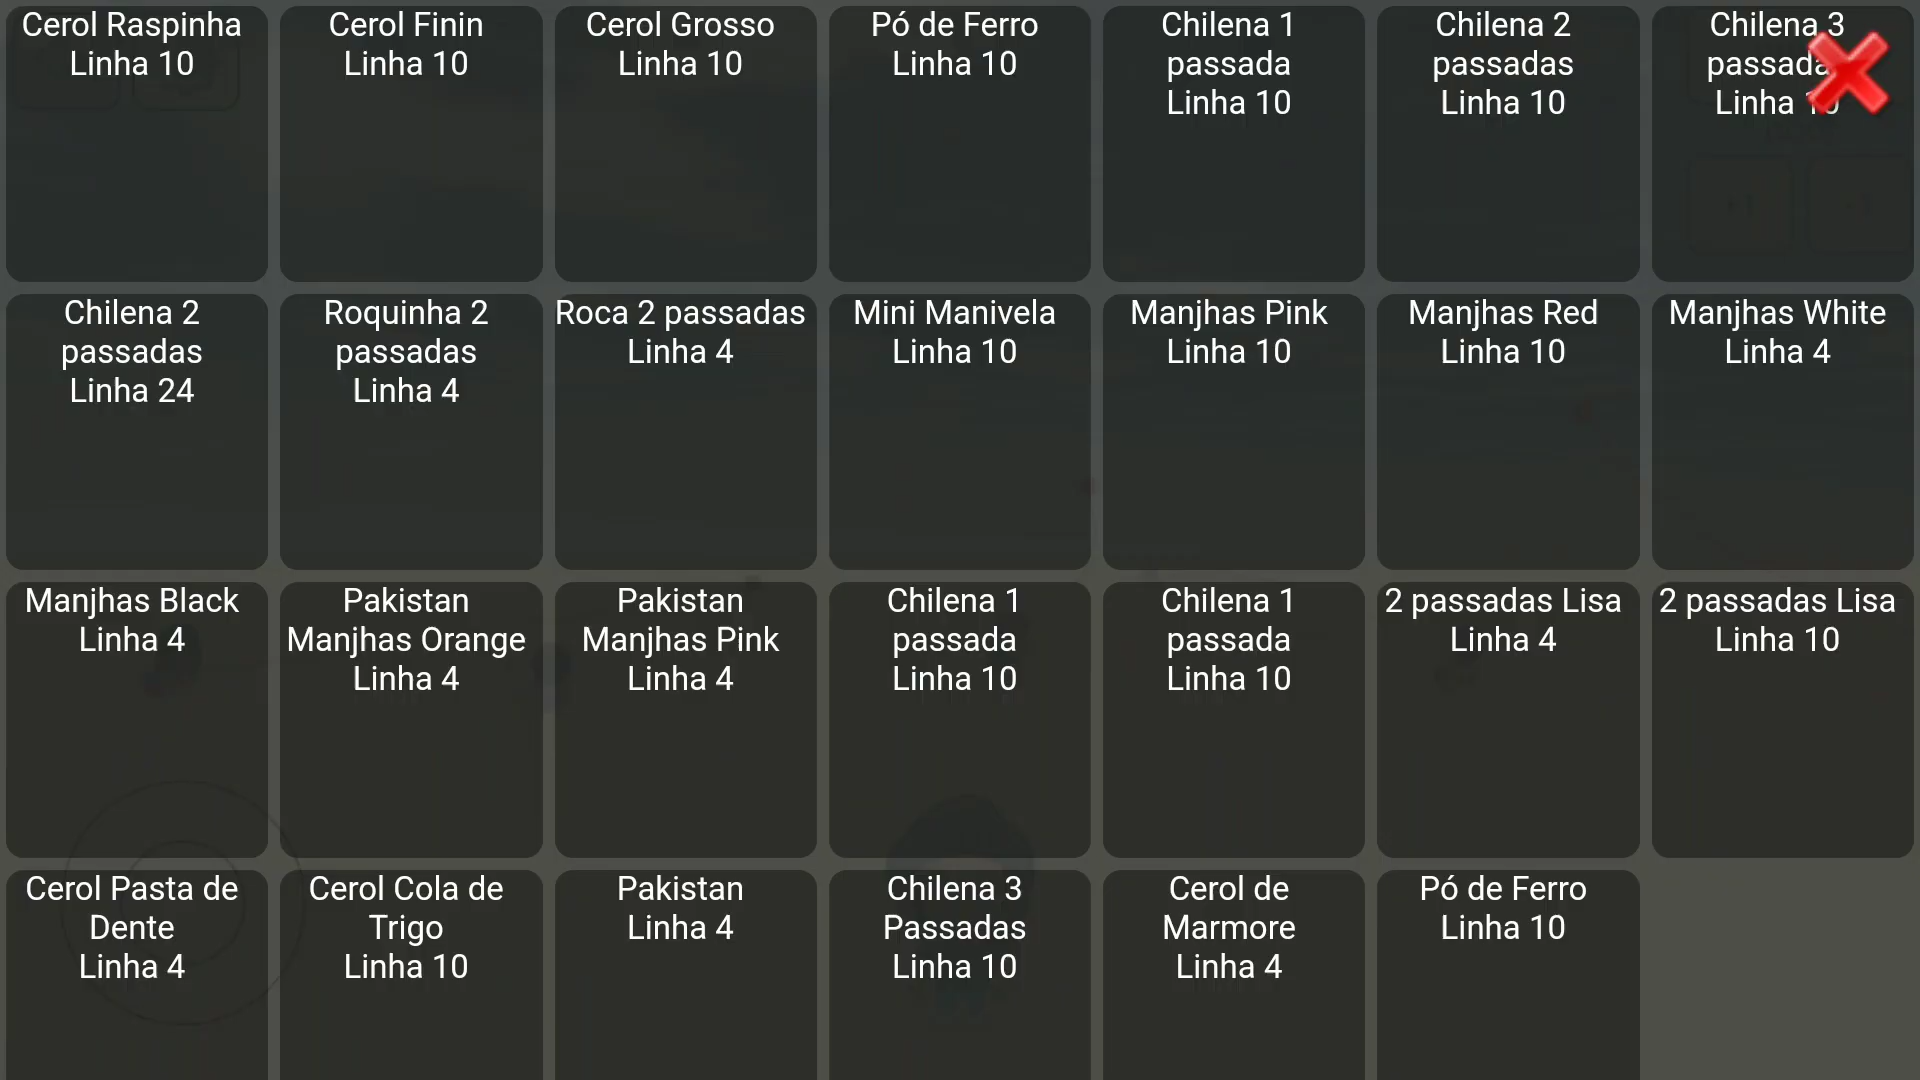 Cerol Raspinha
Linha 10
Cerol Finin
Linha 10
Cerol Grosso
Linha 10
Pó de Ferro
Linha 10
Chilena 1
passada
Linha 10
Chilena 2
passadas
Linha 10
Chilena 3
passada
Linha 10
Chilena 2
passadas
Linha 24
Roquinha 2
passadas
Linha 4
Roca 2 passadas
Linha 4
Mini Manivela
Linha 10
Manjhas Pink
Linha 10
Manjhas Red
Linha 10
Manjhas White
Linha 4
Manjhas Black
Linha 4
Pakistan
Manjhas Orange
Linha 4
Pakistan
Manjhas Pink
Linha 4
Chilena 1
passada
Linha 10
Chilena 1
passada
Linha 10
2 passadas Lisa
Linha 4
2 passadas Lisa
Linha 10
Cerol Pasta de
Dente
Linha 4
Cerol Cola de
Trigo
Linha 10
Pakistan
Linha 4
Chilena 3
Passadas
Linha 10
Cerol de
Marmore
Linha 4
Pó de Ferro
Linha 10